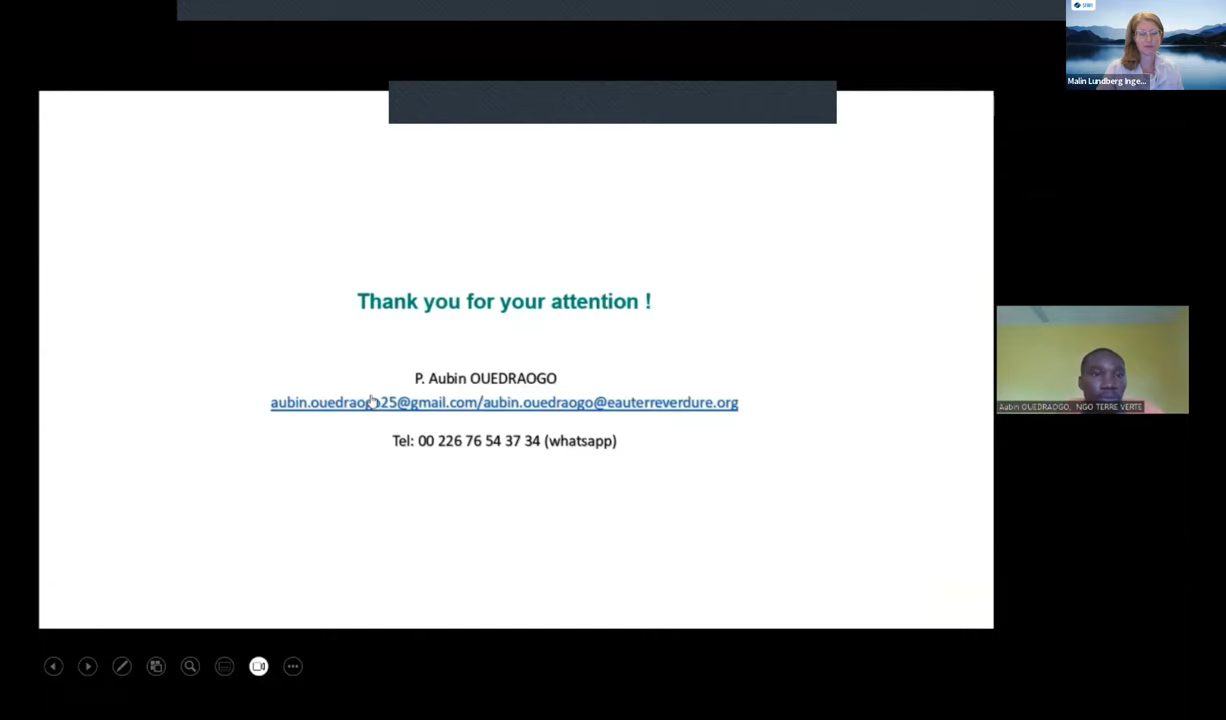 SIWI
Malin Lundberg Inge...
Thank you for your attention !
P. Aubin OUEDRAOGO
aubin.ouedraogo25@gmail.com/aubin.ouedraogo@eauterreverdure.org
Tel: 00 226 76 54 37 34 (whatsapp)
Aubin OUEDRAOGO, NGO TERRE VERTE